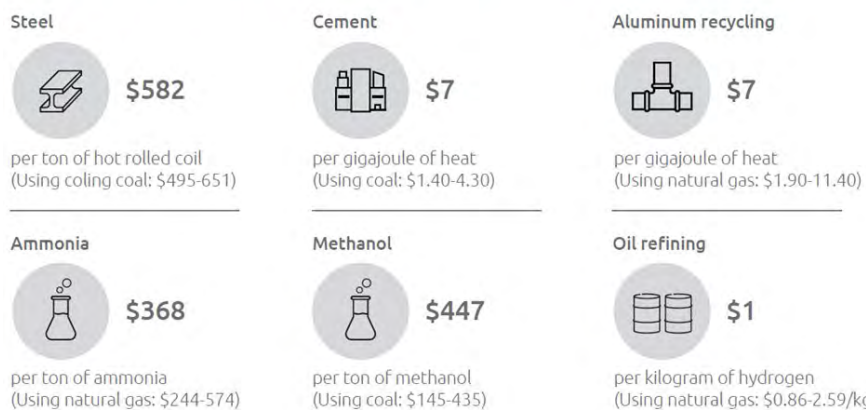 Steel
$582
per ton of hot rolled coil
(Using coling coal: $495-651)
Cement
$7
per gigajoule of heat
(Using coal: $1.40-4.30)
Aluminum recycling
$7
per gigajoule of heat
(Using natural gas: $1.90-11.40)
Ammonia
$368
per ton of ammonia
(Using natural gas: $244-574)
Methanol
$447
per ton of methanol
(Using coal: $145-435)
Oil refining
$1
per kilogram of hydrogen
(Using natural gas: $0.86-2.59/kg